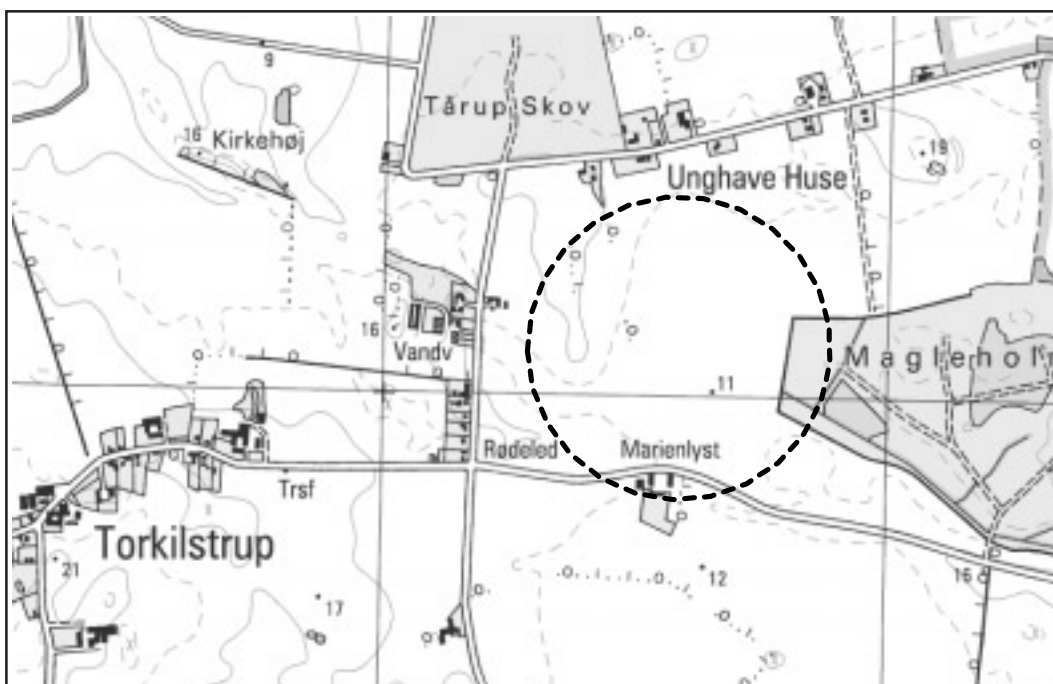 9
Tårup Skov
16
Kirkehøj
19
Unghave Huse
16
Vandv
Maglehol
11
Rødeled
Marienlyst
Trsf
Torkilstrup
21
12
16
17